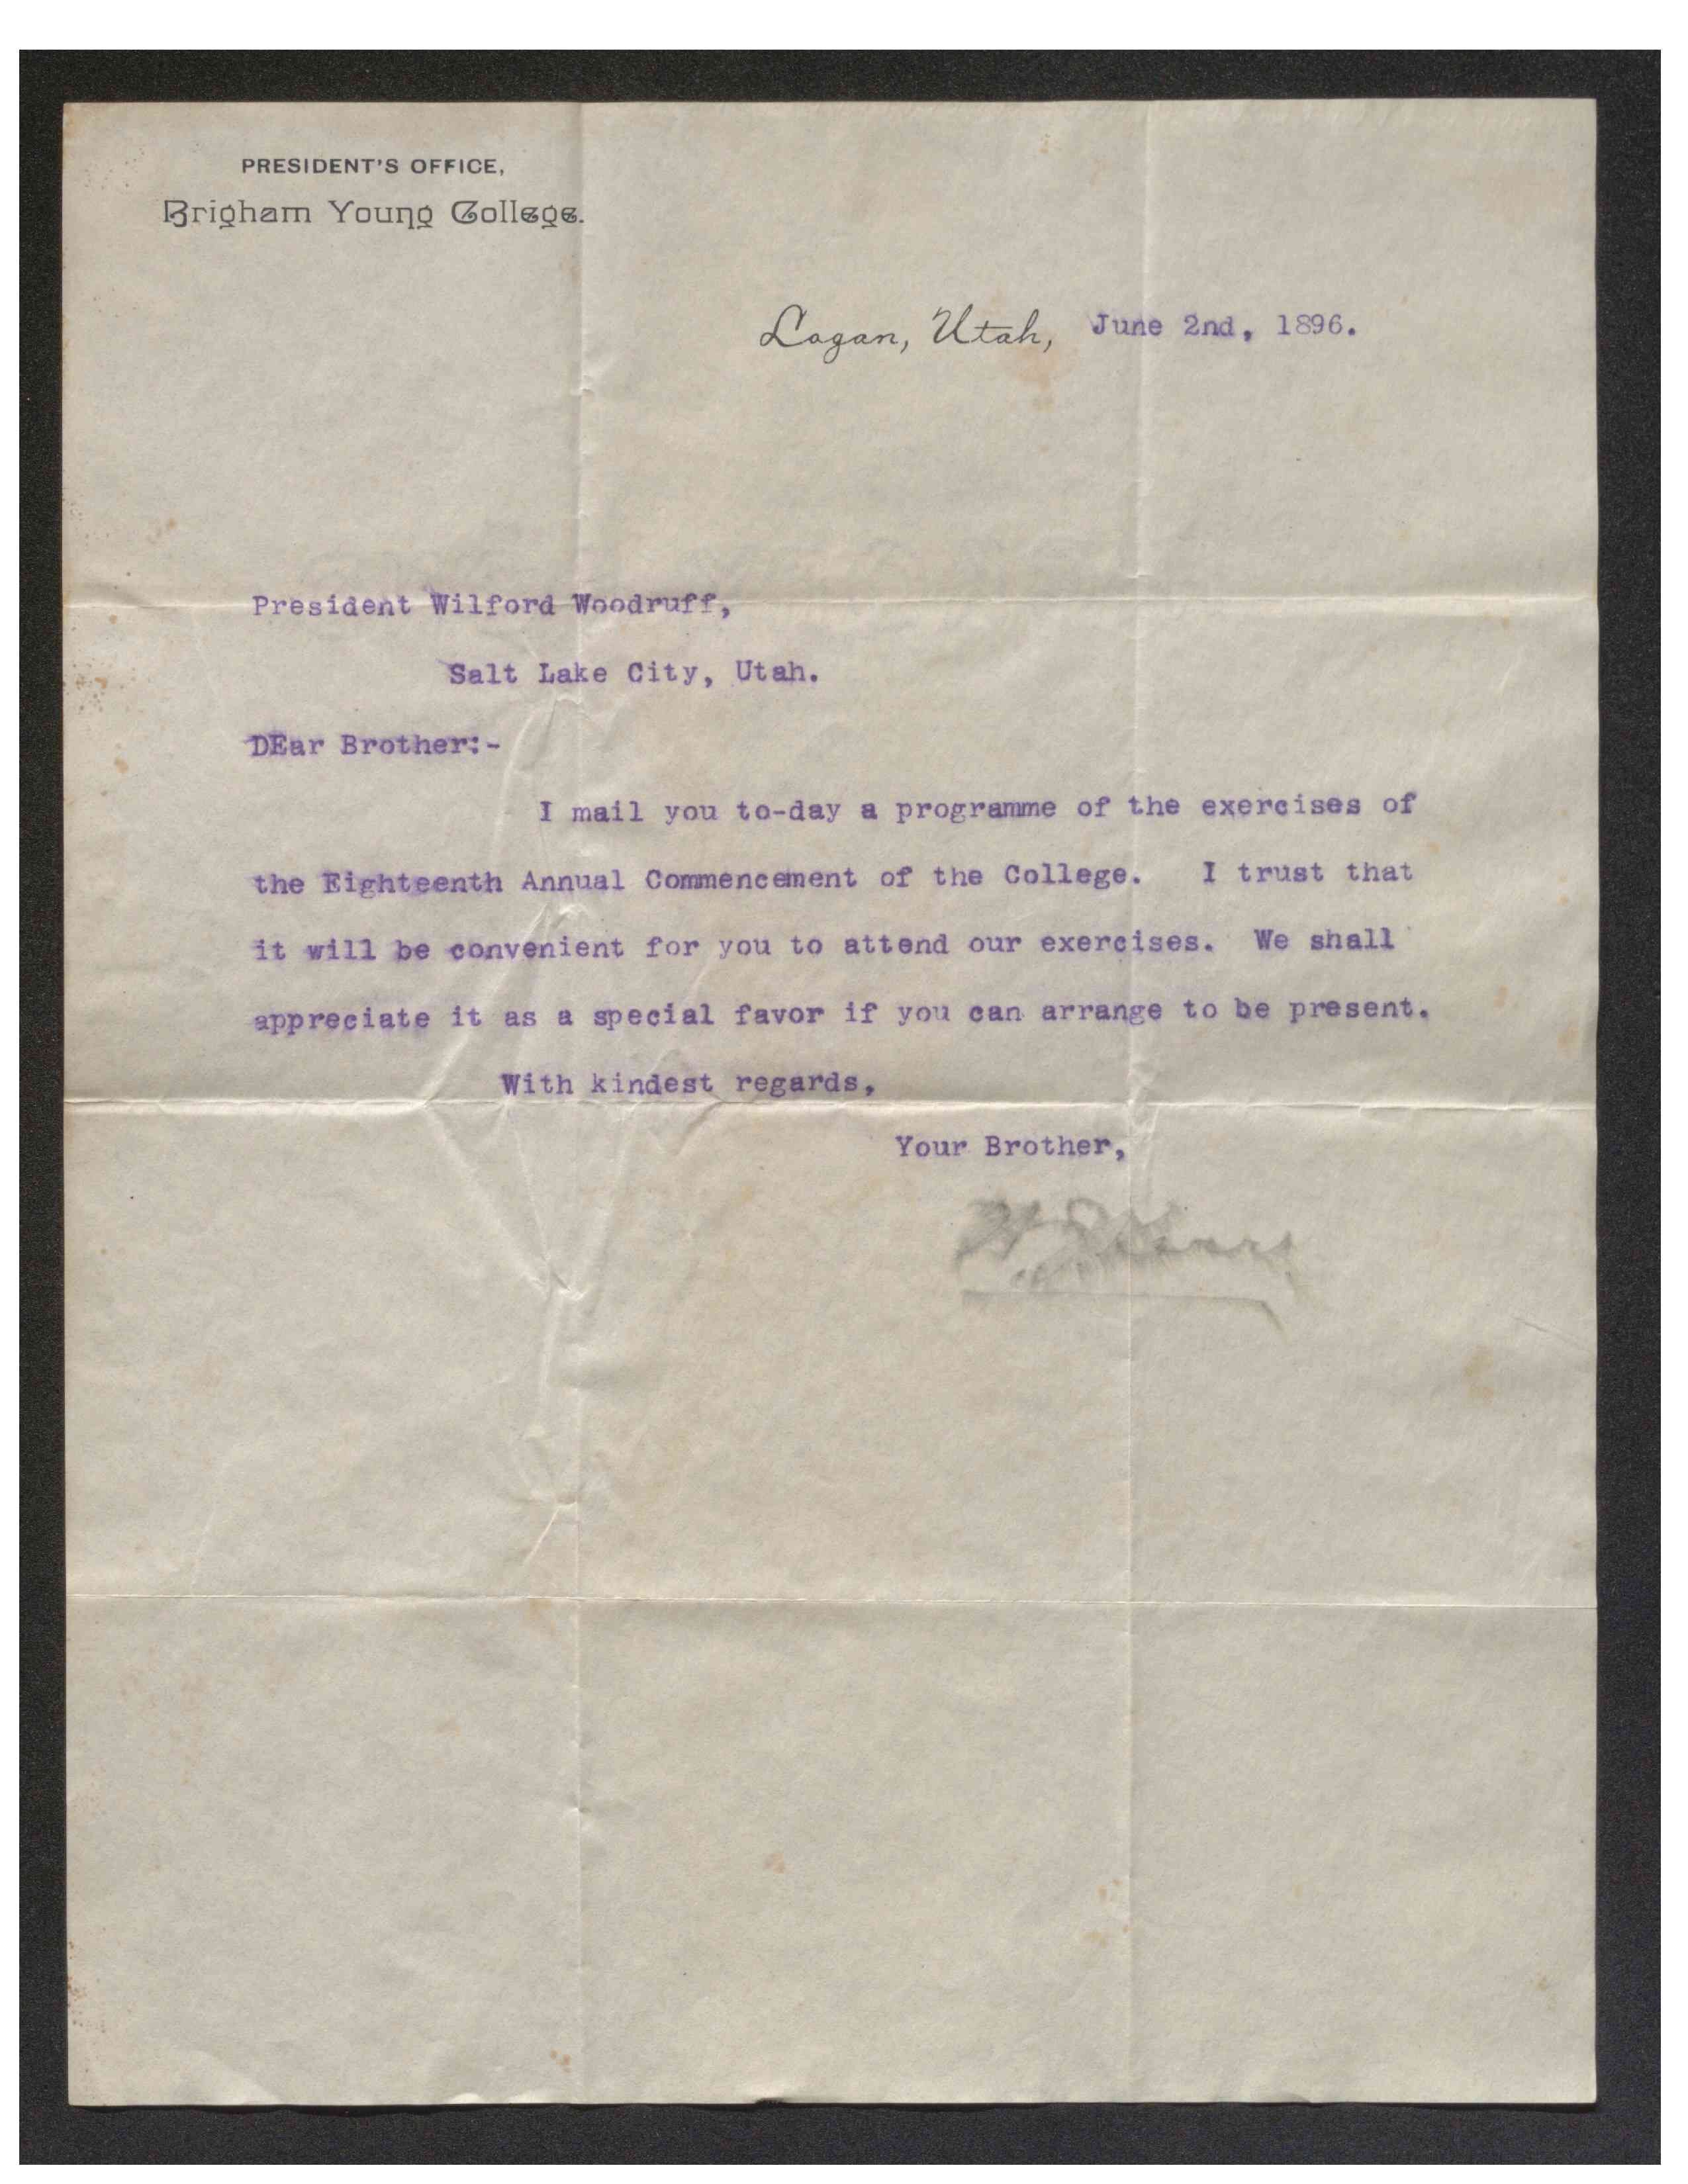 PRESIDENT'S OFFICE,
Brigham Young College.
Logan, Utah, June 2nd, 1896.
President Wilford Woodruff,
Salt Lake City, Utah.
DEar Brother:-
I mail you to-day a programme of the exercises of
the Eighteenth Annual Commencement of the College. I trust that
it will be convenient for you to attend our exercises. We shall
appreciate it as a special favor if you can arrange to be present.
With kindest regards,
Your Brother,